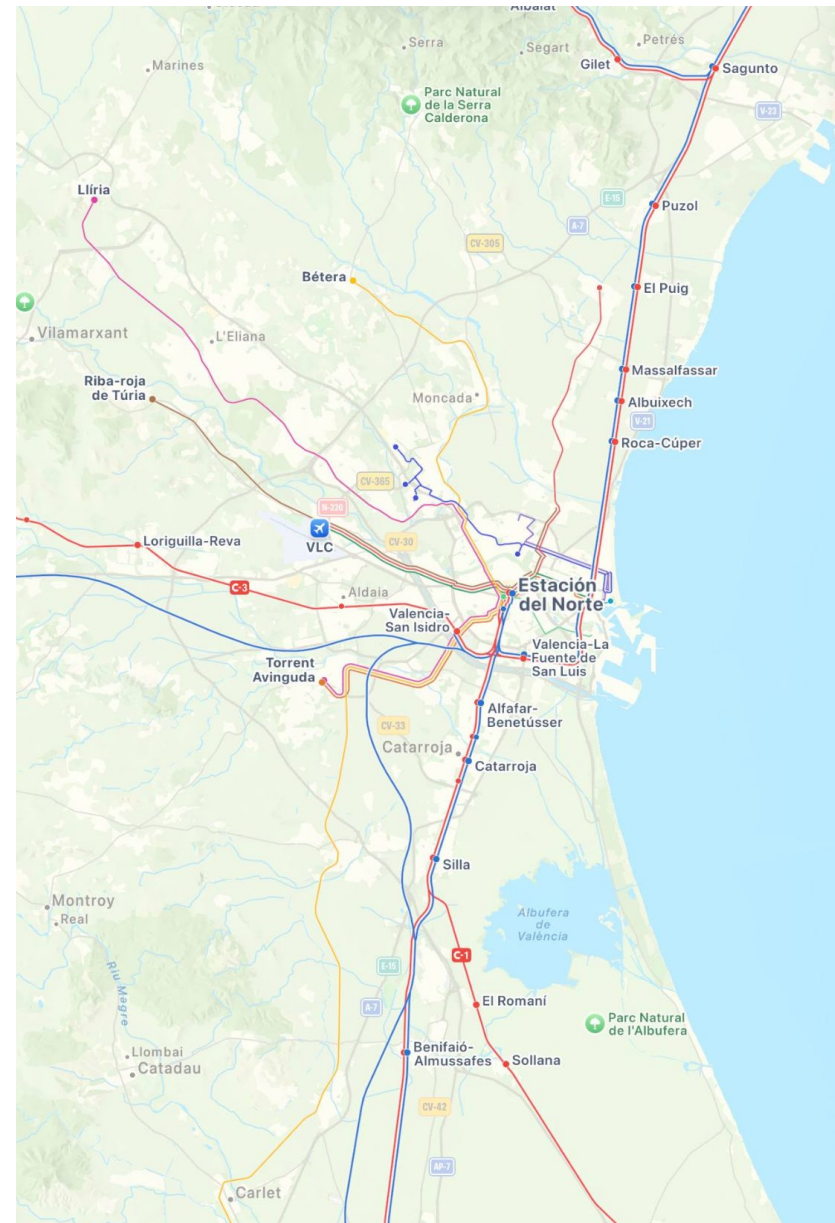 Albalat
Serra
Segart
Petrés
Gilet
Sagunto
Marines
Parc Natural
de la Serra
Calderona
V-23
Llíria
E-15
Puzol
A-7
CV-305
Bétera
El Puig
Vilamarxant
L'Eliana
Riba-roja
de Túria
Moncada
Massalfassar
Albuixech
V-21
Roca-Cúper
CV-365
N-220
VLC
CV-30
Loriguilla-Reva
C-3
Aldaia
Estación
del Norte
Valencia-
San Isidro
Valencia-La
Fuente de
San Luis
Torrent
Avinguda
Alfafar-
Benetússer
CV-33
Catarroja
Catarroja
Silla
Montroy
Real
Albufera
de
València
C-1
E-15
Riu Magre
A-7
El Romaní
Parc Natural
de l'Albufera
Benifaió-
Almussafes
Sollana
Llombai
Catadau
CV-42
AP-7
Carlet